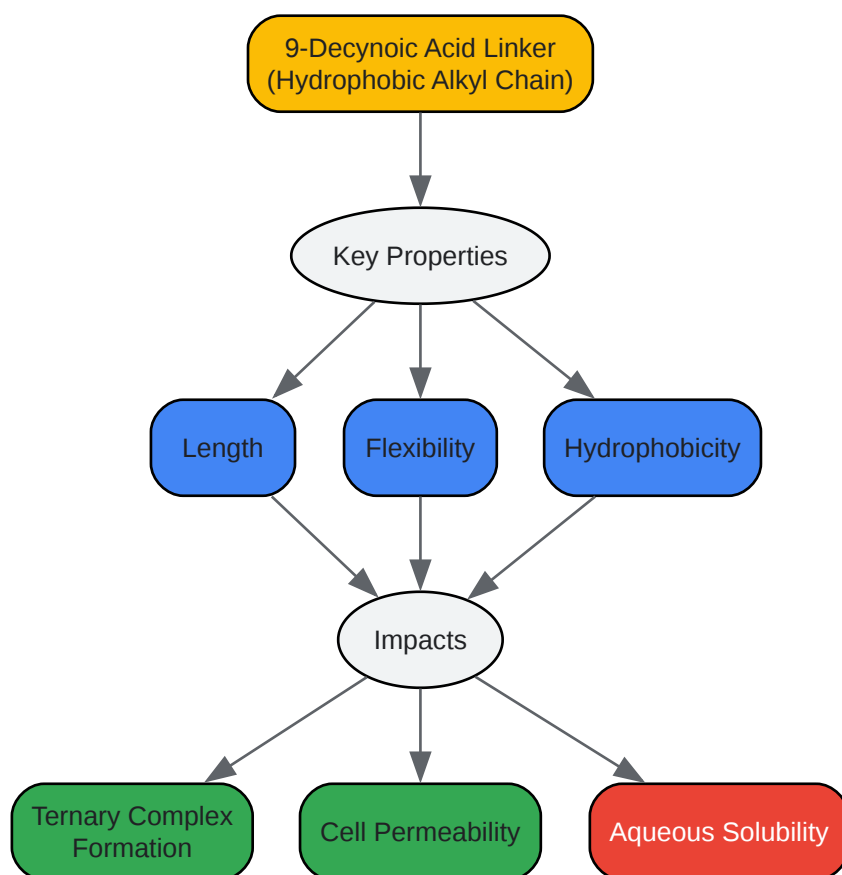 9-Decynoic Acid Linker
(Hydrophobic Alkyl Chain)
Key Properties
Length
Flexibility
Hydrophobicity
Impacts
Ternary Complex
Formation
Cell Permeability
Aqueous Solubility